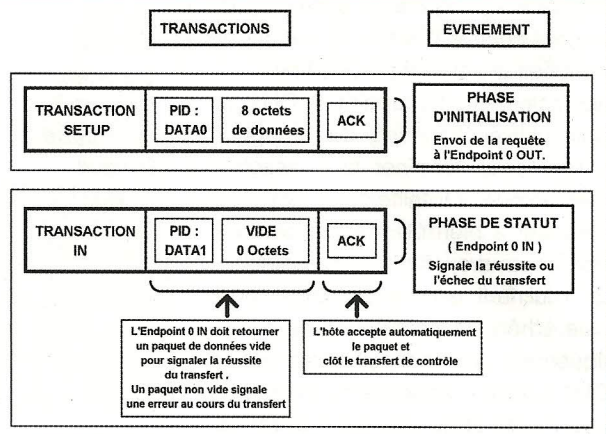 TRANSACTIONS
EVENEMENT
TRANSACTION
SETUP
PID :
DATA0
8 octets
de données
ACK
PHASE
D'INITIALISATION
Envoi de la requête
à l'Endpoint 0 OUT.
TRANSACTION
IN
PID :
DATA1
VIDE
0 Octets
ACK
PHASE DE STATUT
( Endpoint 0 IN )
Signale la réussite ou
l'échec du transfert
L'Endpoint 0 IN doit retourner
un paquet de données vide
pour signaler la réussite
du transfert .
Un paquet non vide signale
une erreur au cours du transfert
L'hôte accepte automatiquement
le paquet et
clôt le transfert de contrôle